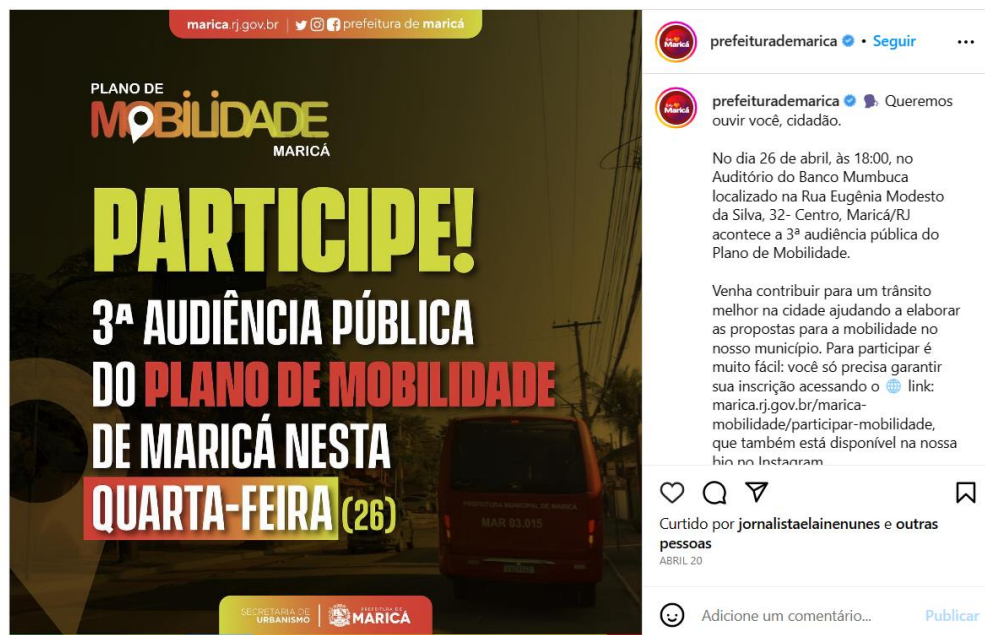 marica.rj.gov.br | prefeitura de maricá
PLANO DE
MOBILIDADE
MARICÁ
PARTICIPE!
3ª AUDIÊNCIA PÚBLICA
DO PLANO DE MOBILIDADE
DE MARICÁ NESTA
QUARTA-FEIRA (26)
PREFEITURA MUNICIPAL DE MARICÁ
MAR 03.015
SECRETARIA DE
URBANISMO
PREFEITURA DE
MARICÁ
Maricá
prefeiturademarica • Seguir
Maricá
prefeiturademarica 🗣 Queremos
ouvir você, cidadão.
No dia 26 de abril, às 18:00, no
Auditório do Banco Mumbuca
localizado na Rua Eugênia Modesto
da Silva, 32- Centro, Maricá/RJ
acontece a 3ª audiência pública do
Plano de Mobilidade.
Venha contribuir para um trânsito
melhor na cidade ajudando a elaborar
as propostas para a mobilidade no
nosso município. Para participar é
muito fácil: você só precisa garantir
sua inscrição acessando o 🌐 link:
marica.rj.gov.br/marica-
mobilidade/participar-mobilidade,
que também está disponível na nossa
bio no Instagram
Curtido por jornalistaelainenunes e outras
pessoas
ABRIL 20
Adicione um comentário...
Publicar